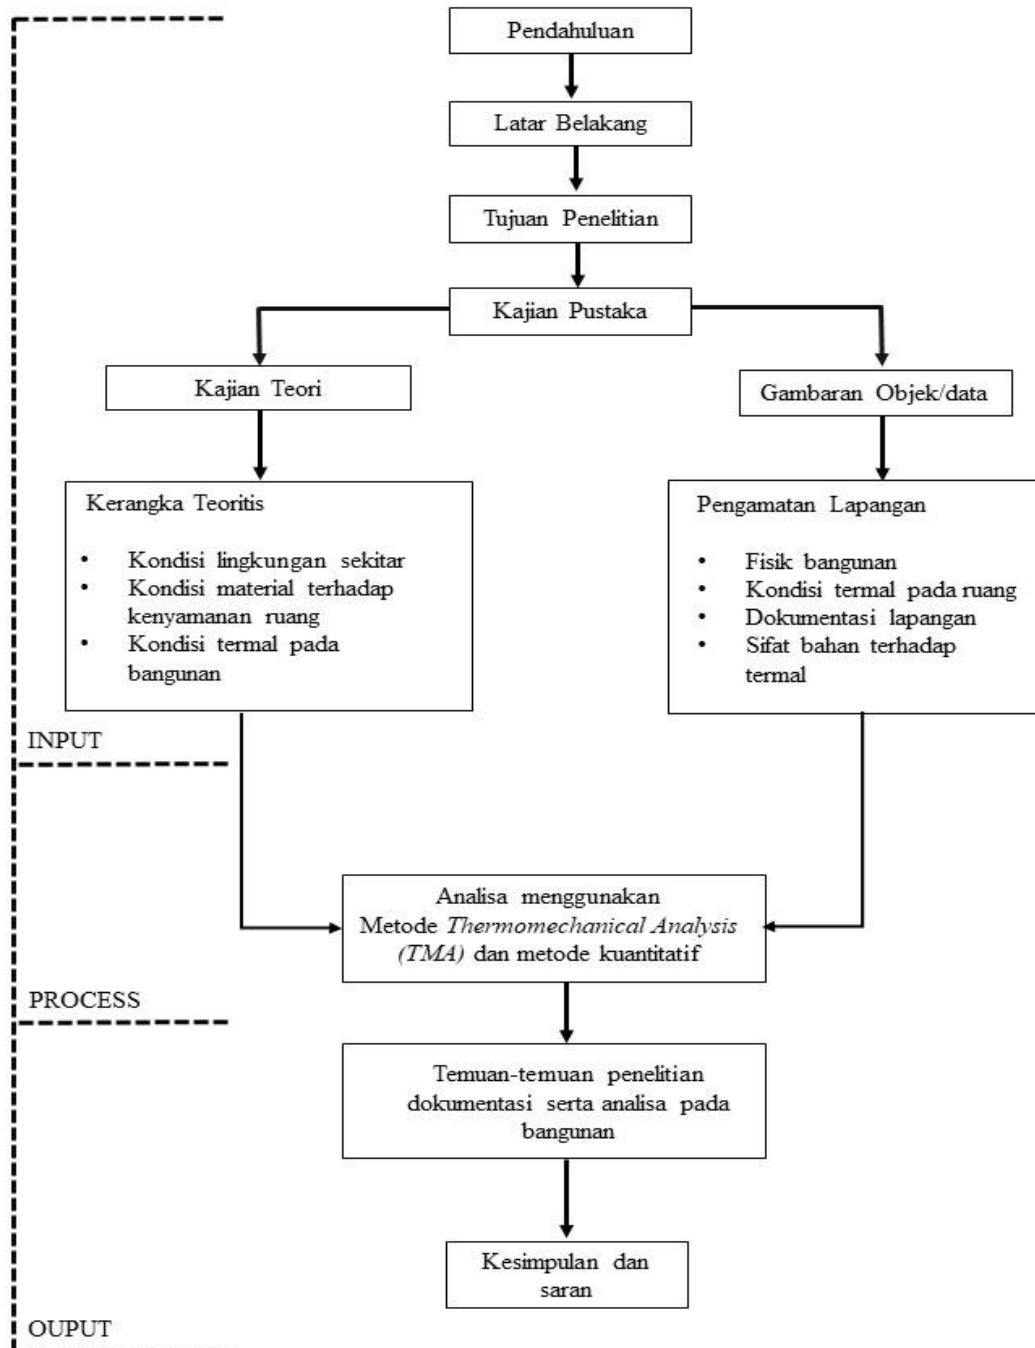 Pendahuluan
Latar Belakang
Tujuan Penelitian
Kajian Pustaka
Kajian Teori
Gambaran Objek/data
Kerangka Teoritis
• Kondisi lingkungan sekitar
• Kondisi material terhadap
kenyamanan ruang
• Kondisi termal pada
bangunan
Pengamatan Lapangan
• Fisik bangunan
• Kondisi termal pada ruang
• Dokumentasi lapangan
• Sifat bahan terhadap
termal
INPUT
Analisa menggunakan
Metode Thermomechanical Analysis
(TMA) dan metode kuantitatif
PROCESS
Temuan-temuan penelitian
dokumentasi serta analisa pada
bangunan
Kesimpulan dan
saran
OUPUT